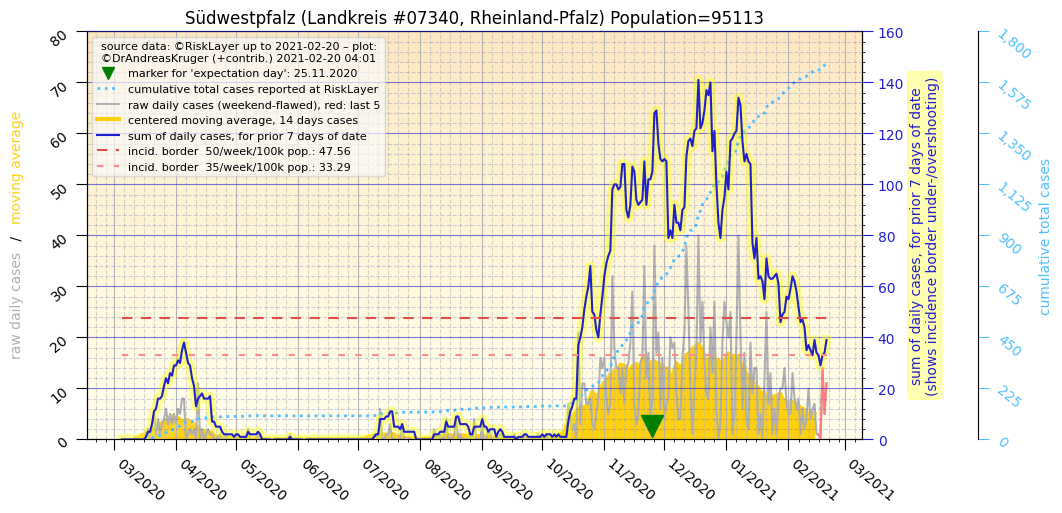 Südwestpfalz (Landkreis #07340, Rheinland-Pfalz) Population=95113
source data: ©RiskLayer up to 2021-02-20 – plot:
©DrAndreasKruger (+contrib.) 2021-02-20 04:01
marker for 'expectation day': 25.11.2020
cumulative total cases reported at RiskLayer
raw daily cases (weekend-flawed), red: last 5
centered moving average, 14 days cases
sum of daily cases, for prior 7 days of date
incid. border  50/week/100k pop.: 47.56
incid. border  35/week/100k pop.: 33.29
raw daily cases / moving average
80
70
60
50
40
30
20
10
0
160
140
120
100
80
60
40
20
0
sum of daily cases, for prior 7 days of date
(shows incidence border under-/overshooting)
1,800
1,575
1,350
1,125
900
675
450
225
0
cumulative total cases
03/2020
04/2020
05/2020
06/2020
07/2020
08/2020
09/2020
10/2020
11/2020
12/2020
01/2021
02/2021
03/2021